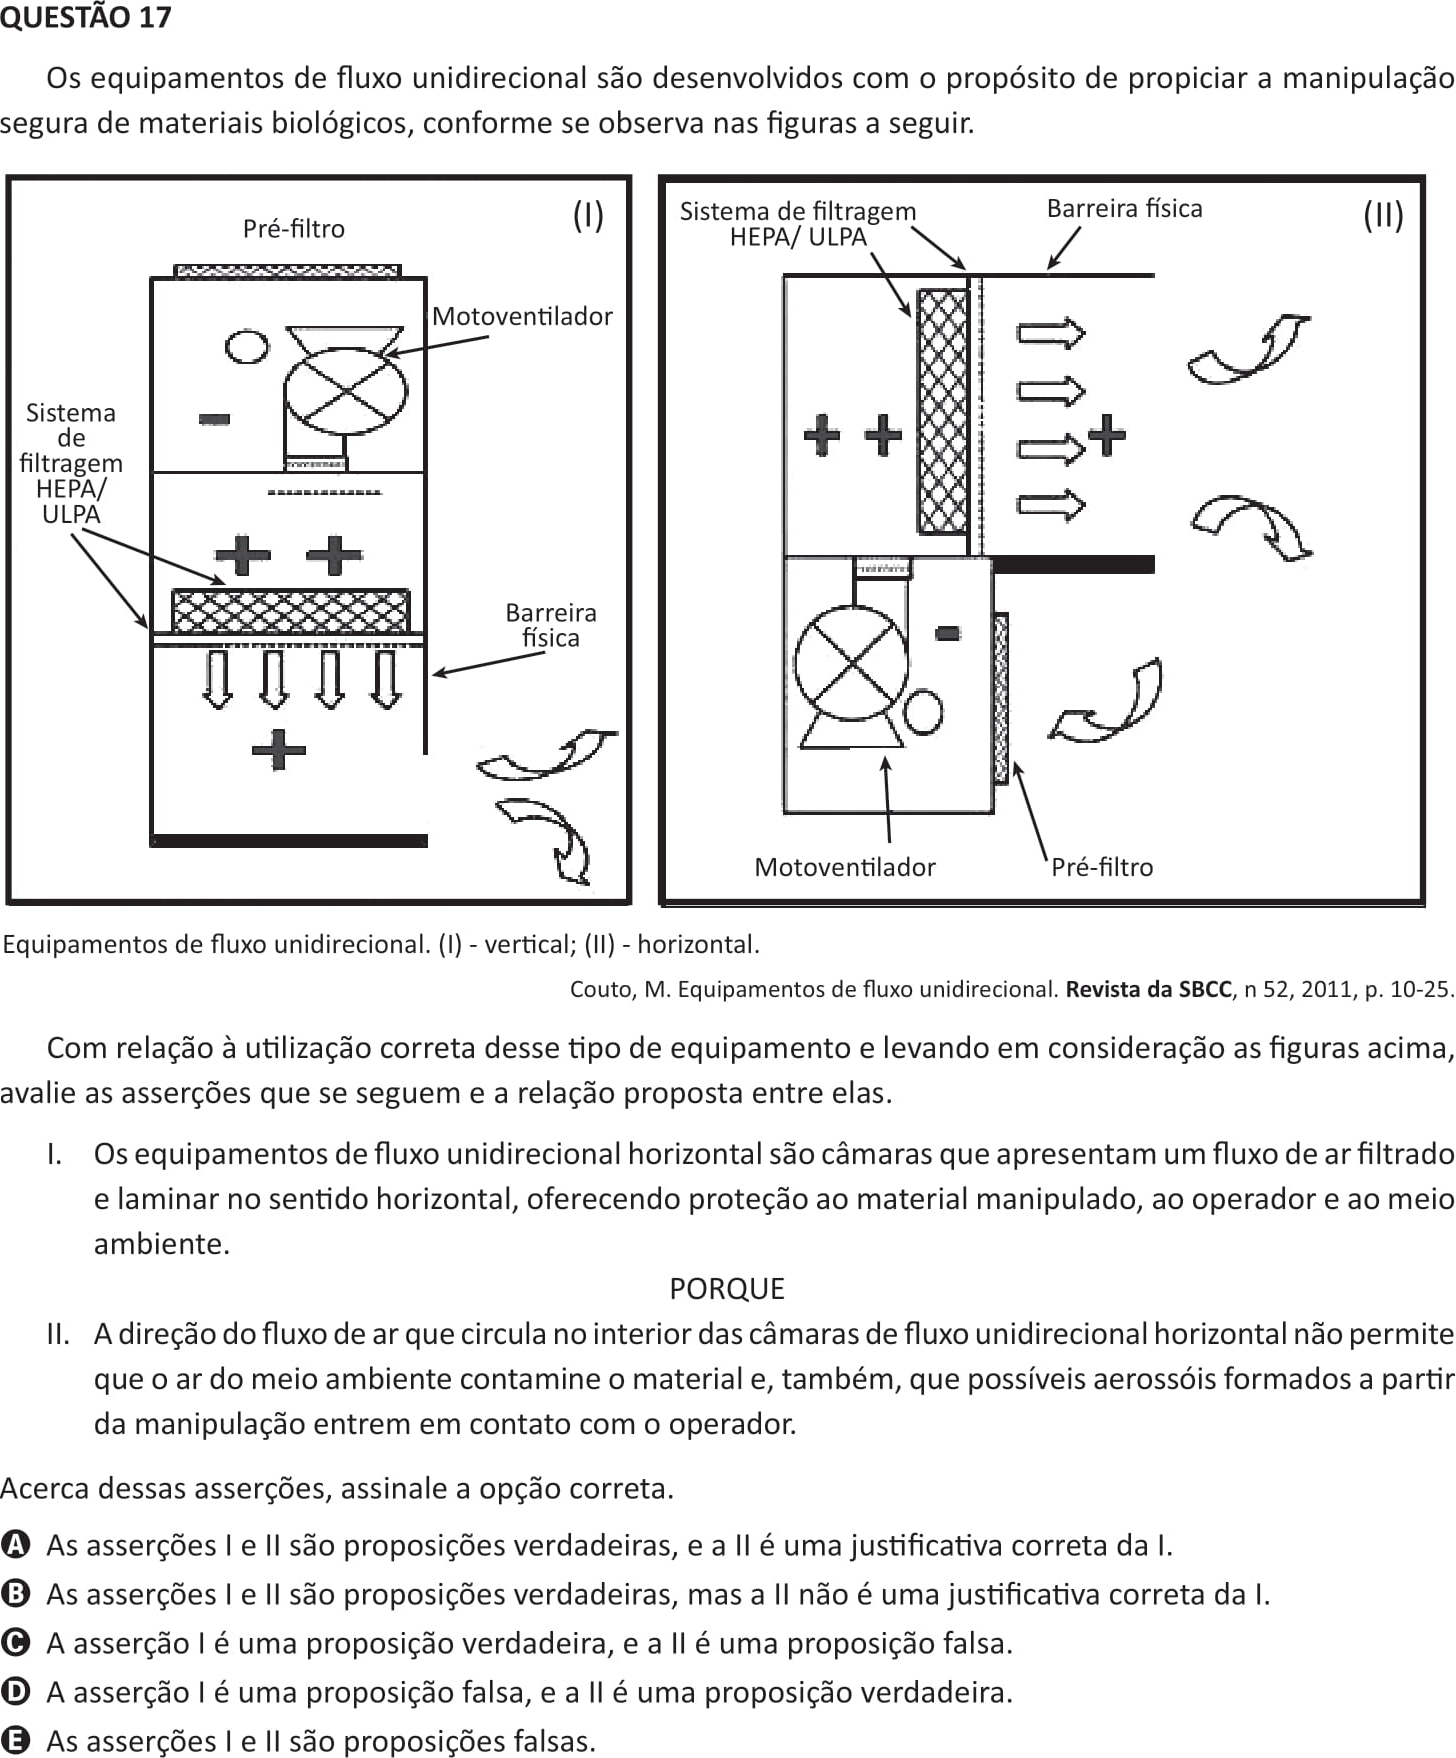 QUESTÃO 17
Os equipamentos de fluxo unidirecional são desenvolvidos com o propósito de propiciar a manipulação
segura de materiais biológicos, conforme se observa nas figuras a seguir.
(I)
Pré-filtro
Motoventilador
Sistema
de
filtragem
HEPA/
ULPA
Barreira
física
(II)
Sistema de filtragem
HEPA/ ULPA
Barreira física
Motoventilador
Pré-filtro
Equipamentos de fluxo unidirecional. (I) - vertical; (II) - horizontal.
Couto, M. Equipamentos de fluxo unidirecional. Revista da SBCC, n 52, 2011, p. 10-25.
Com relação à utilização correta desse tipo de equipamento e levando em consideração as figuras acima,
avalie as asserções que se seguem e a relação proposta entre elas.
I. Os equipamentos de fluxo unidirecional horizontal são câmaras que apresentam um fluxo de ar filtrado
e laminar no sentido horizontal, oferecendo proteção ao material manipulado, ao operador e ao meio
ambiente.
PORQUE
II. A direção do fluxo de ar que circula no interior das câmaras de fluxo unidirecional horizontal não permite
que o ar do meio ambiente contamine o material e, também, que possíveis aerossóis formados a partir
da manipulação entrem em contato com o operador.
Acerca dessas asserções, assinale a opção correta.
A As asserções I e II são proposições verdadeiras, e a II é uma justificativa correta da I.
B As asserções I e II são proposições verdadeiras, mas a II não é uma justificativa correta da I.
C A asserção I é uma proposição verdadeira, e a II é uma proposição falsa.
D A asserção I é uma proposição falsa, e a II é uma proposição verdadeira.
E As asserções I e II são proposições falsas.